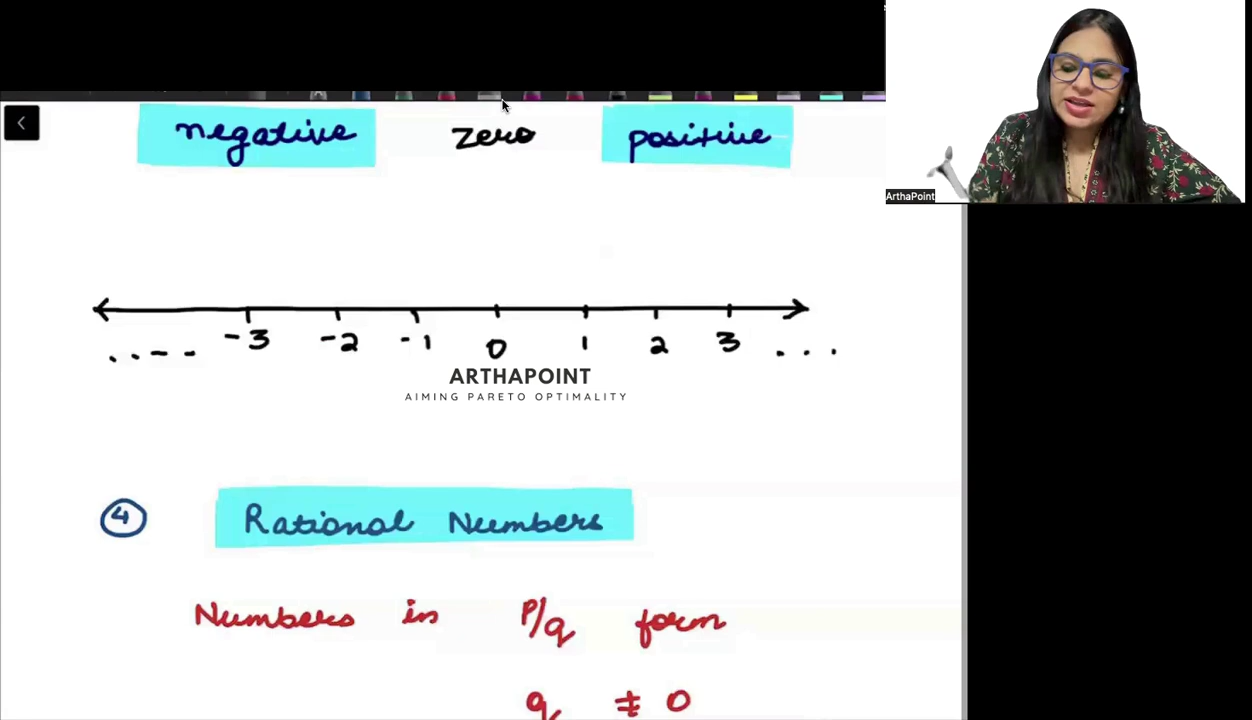 negative zero positive
ArthaPoint
-3 -2 -1 0 1 2 3
ARTHAPOINT
AIMING PARETO OPTIMALITY
4 Rational Numbers
Numbers in P/q form
q ≠ 0